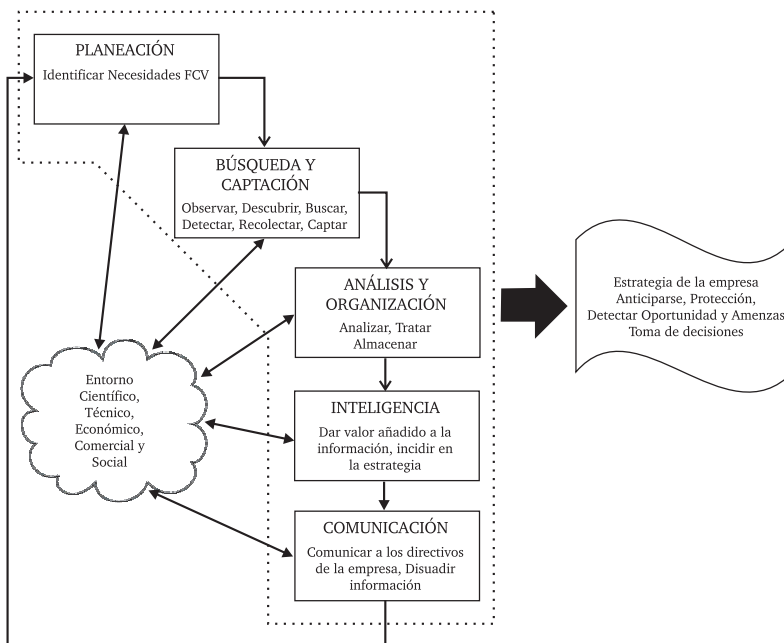 PLANEACIÓN
Identificar Necesidades FCV
BÚSQUEDA Y
CAPTACIÓN
Observar, Descubrir, Buscar,
Detectar, Recolectar, Captar
ANÁLISIS Y
ORGANIZACIÓN
Analizar, Tratar
Almacenar
INTELIGENCIA
Dar valor añadido a la
información, incidir en
la estrategia
COMUNICACIÓN
Comunicar a los directivos
de la empresa, Disuadir
información
Entorno
Científico,
Técnico,
Económico,
Comercial y
Social
Estrategia de la empresa
Anticiparse, Protección,
Detectar Oportunidad y Amenzas
Toma de decisiones